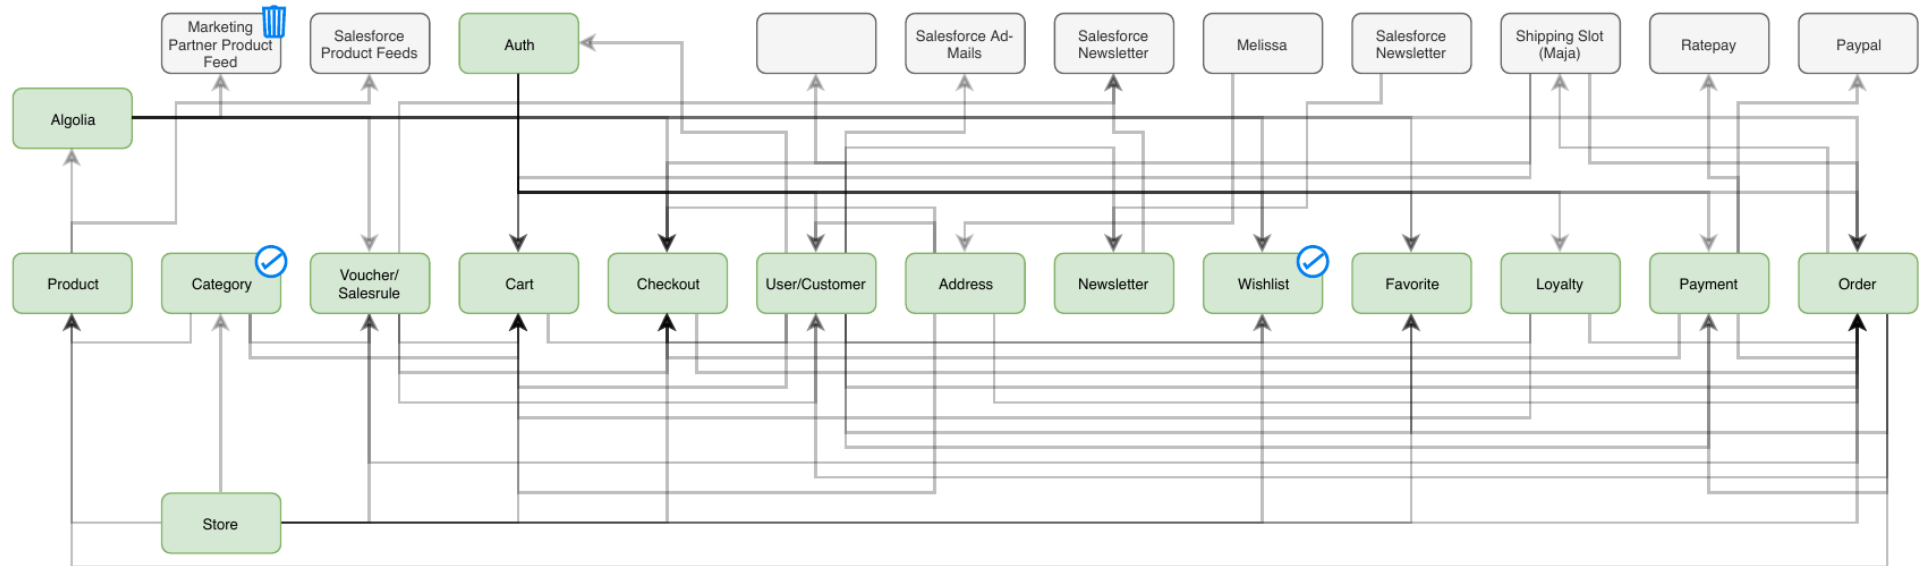 Marketing
Partner Product
Feed
Salesforce
Product Feeds
Auth
Salesforce Ad-
Mails
Salesforce
Newsletter
Melissa
Salesforce
Newsletter
Shipping Slot
(Maja)
Ratepay
Paypal
Algolia
Product
Category
Voucher/
Salesrule
Cart
Checkout
User/Customer
Address
Newsletter
Wishlist
Favorite
Loyalty
Payment
Order
Store